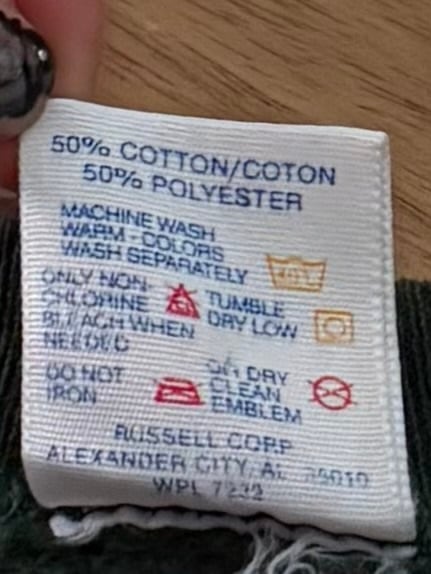 50% COTTON/COTON
50% POLYESTER
MACHINE WASH
WARM - COLORS
WASH SEPARATELY
ONLY NON-
CHLORINE
BLEACH WHEN
NEEDED
TUMBLE
DRY LOW
DO NOT
IRON
OR DRY
CLEAN
EMBLEM
RUSSELL CORP
ALEXANDER CITY, AL 35010
WPL 7232